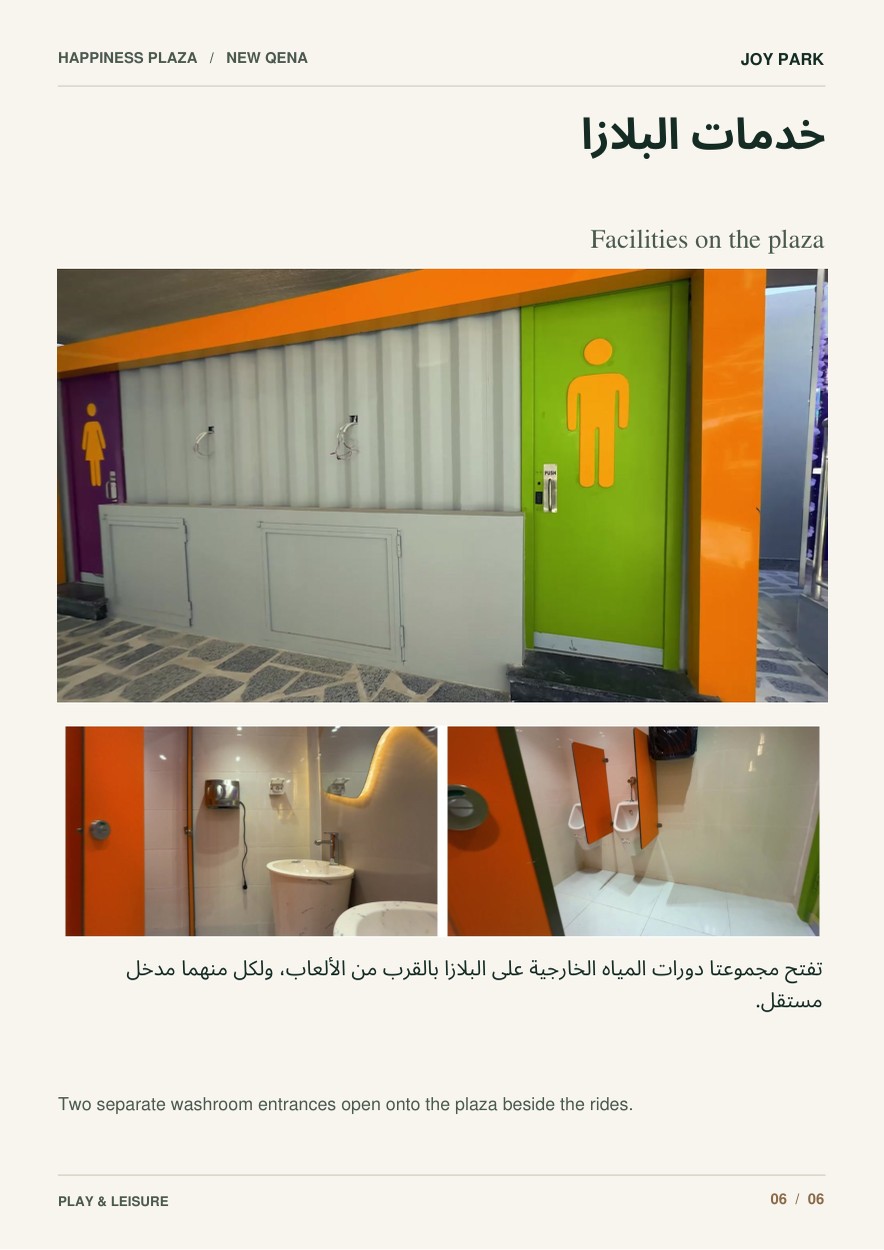 HAPPINESS PLAZA / NEW QENA
JOY PARK
خدمات البلازا
Facilities on the plaza
PUSH
تفتح مجموعتا دورات المياه الخارجية على البلازا بالقرب من الألعاب، ولكل منهما مدخل
مستقل.
Two separate washroom entrances open onto the plaza beside the rides.
PLAY & LEISURE
06 / 06